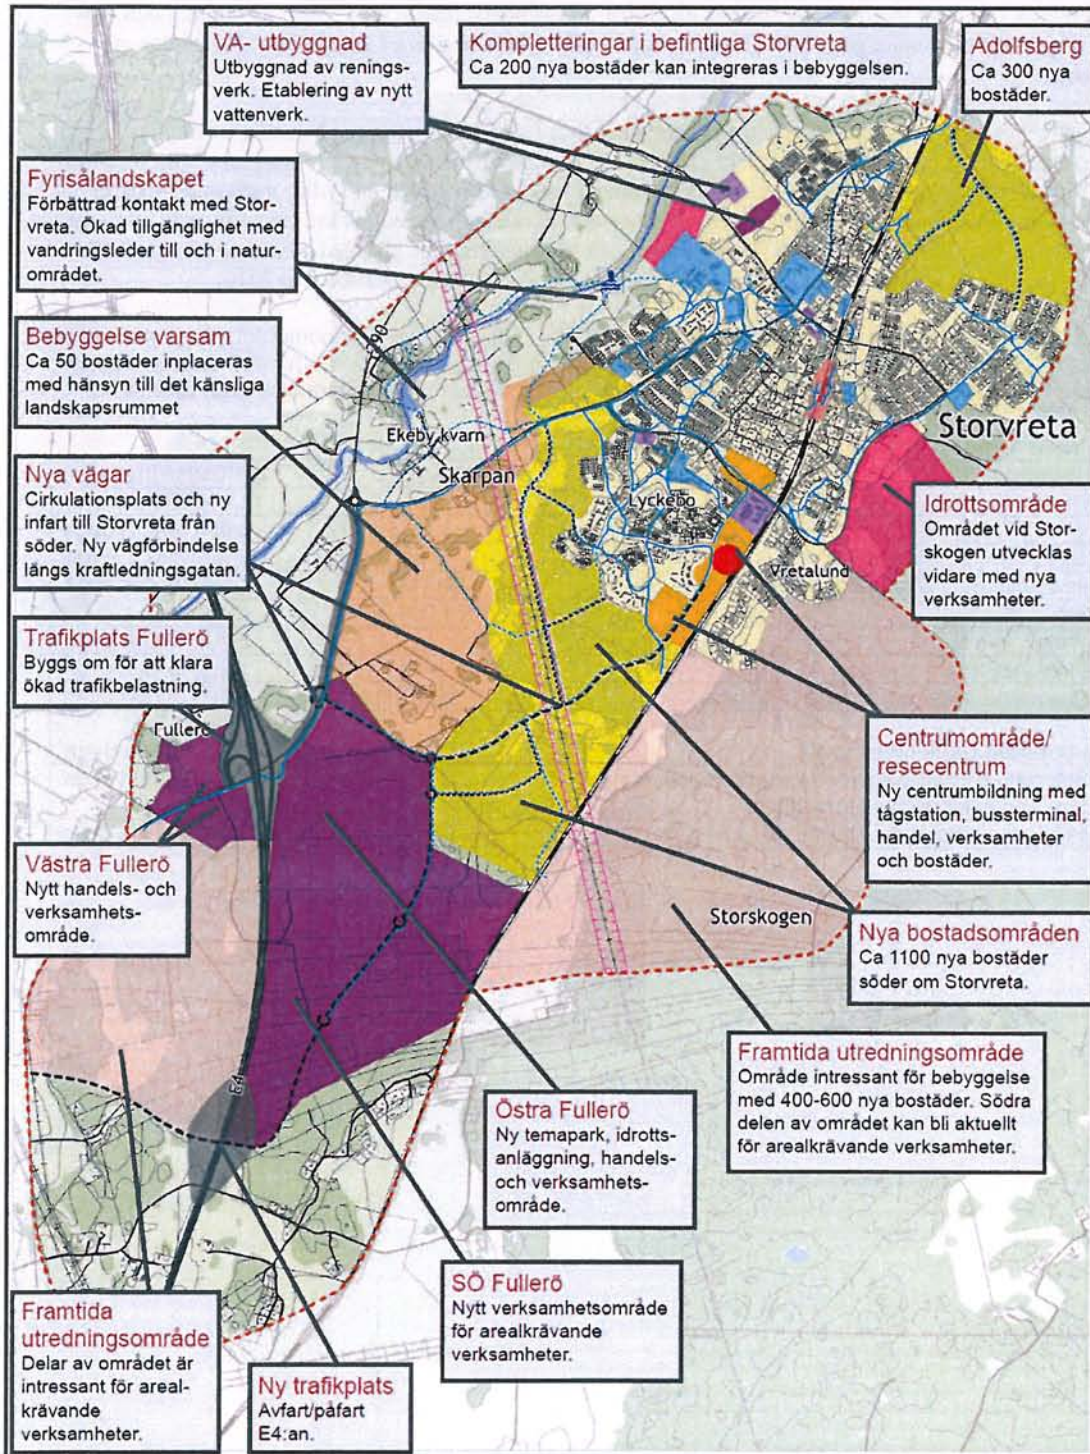 VA- utbyggnad
Utbyggnad av renings-
verk. Etablering av nytt
vattenverk.
Kompletteringar i befintliga Storvreta
Ca 200 nya bostäder kan integreras i bebyggelsen.
Adolfsberg
Ca 300 nya
bostäder.
Fyrisålandskapet
Förbättrad kontakt med Stor-
vreta. Ökad tillgänglighet med
vandringsleder till och i natur-
området.
Bebyggelse varsam
Ca 50 bostäder inplaceras
med hänsyn till det känsliga
landskapsrummet
290
Ekeby kvarn
Skarpan
Storvreta
Nya vägar
Cirkulationsplats och ny
infart till Storvreta från
söder. Ny vägförbindelse
längs kraftledningsgatan.
Lyckebo
Vretalund
Idrottsområde
Området vid Stor-
skogen utvecklas
vidare med nya
verksamheter.
Trafikplats Fullerö
Byggs om för att klara
ökad trafikbelastning.
Fullerö
Centrumområde/
resecentrum
Ny centrumbildning med
tågstation, bussterminal,
handel, verksamheter
och bostäder.
Västra Fullerö
Nytt handels- och
verksamhets-
område.
Storskogen
Nya bostadsområden
Ca 1100 nya bostäder
söder om Storvreta.
E4
Framtida utredningsområde
Område intressant för bebyggelse
med 400-600 nya bostäder. Södra
delen av området kan bli aktuellt
för arealkrävande verksamheter.
Östra Fullerö
Ny temapark, idrotts-
anläggning, handels-
och verksamhets-
område.
SÖ Fullerö
Nytt verksamhetsområde
för arealkrävande
verksamheter.
Framtida
utredningsområde
Delar av området är
intressant för areal-
krävande
verksamheter.
Ny trafikplats
Avfart/påfart
E4:an.